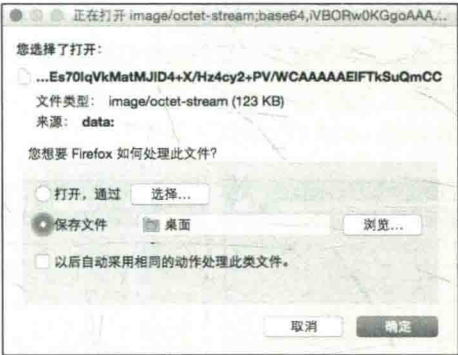 正在打开 image/octet-stream;base64,iVBORw0KGgoAAA...
您选择了打开:
...Es70IqVkMatMJID4+X/Hz4cy2+PV/WCAAAAAElFTkSuQmCC
文件类型: image/octet-stream (123 KB)
来源: data:
您想要 Firefox 如何处理此文件?
打开，通过 选择...
保存文件 桌面 浏览...
以后自动采用相同的动作处理此类文件。
取消 确定